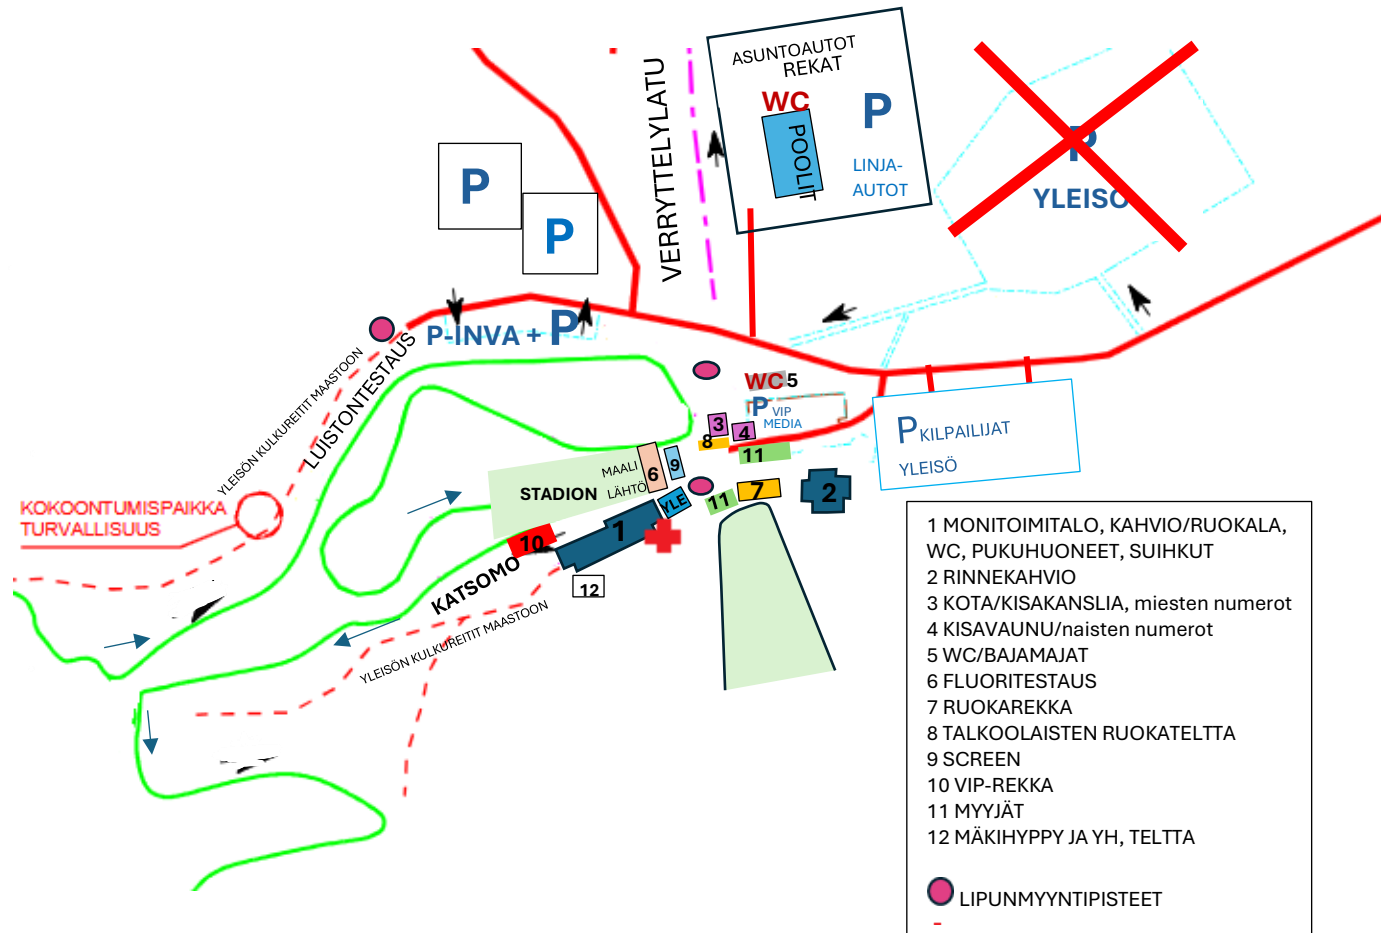 ASUNTOAUTOT
REKAT
WC
P
POOLIT
LINJA-
AUTOT
P
YLEISÖ
VERRYTTELYLATU
P
P
P-INVA + P
LUISTONTESTAUS
YLEISÖN KULKUREITIT MAASTOON
KOKOONTUMISPAIKKA
TURVALLISUUS
WC 5
P VIP
MEDIA
3
4
8
11
P KILPAILIJAT
YLEISÖ
MAALI
LÄHTÖ
6
9
STADION
YLE
11
7
2
1
10
12
KATSOMO
YLEISÖN KULKUREITIT MAASTOON
1 MONITOIMITALO, KAHVIO/RUOKALA,
WC, PUKUHUONEET, SUIHKUT
2 RINNEKAHVIO
3 KOTA/KISAKANSLIA, miesten numerot
4 KISAVAUNU/naisten numerot
5 WC/BAJAMAJAT
6 FLUORITESTAUS
7 RUOKAREKKA
8 TALKOOLAISTEN RUOKATELTTA
9 SCREEN
10 VIP-REKKA
11 MYYJÄT
12 MÄKIHYPPY JA YH, TELTTA
LIPUNMYYNTIPISTEET
-